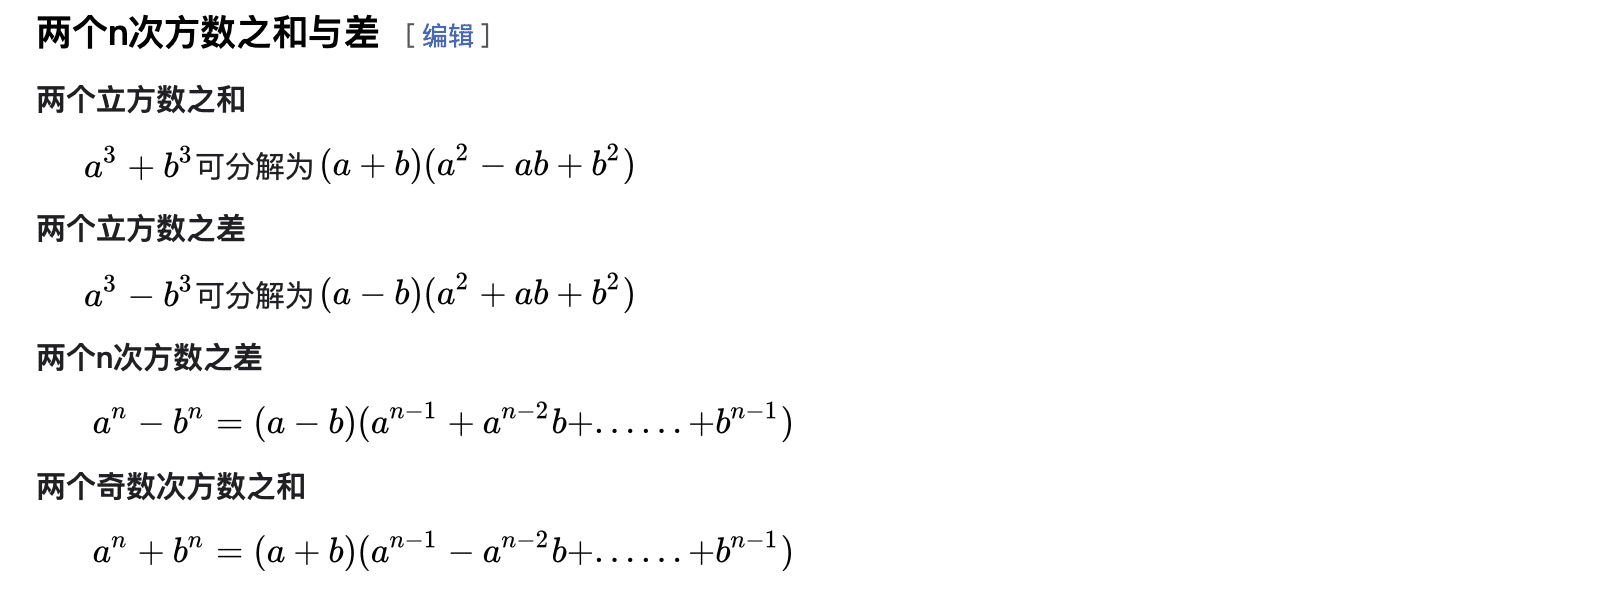 两个n次方数之和与差 [ 编辑 ]
两个立方数之和
a³ + b³可分解为(a + b)(a² − ab + b²)
两个立方数之差
a³ − b³可分解为(a − b)(a² + ab + b²)
两个n次方数之差
aⁿ − bⁿ = (a − b)(aⁿ⁻¹ + aⁿ⁻²b+......+bⁿ⁻¹)
两个奇数次方数之和
aⁿ + bⁿ = (a + b)(aⁿ⁻¹ − aⁿ⁻²b+......+bⁿ⁻¹)